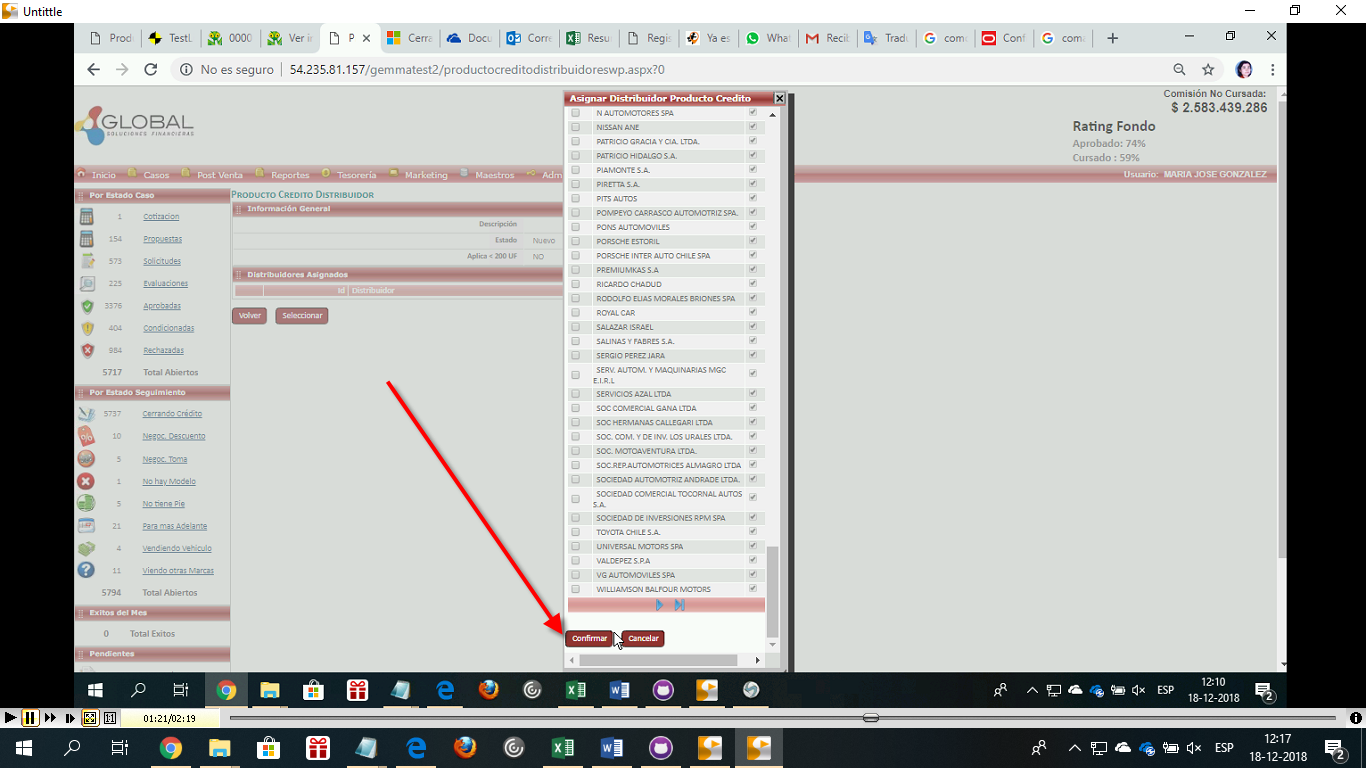 Untittle
Prod
TestL
0000
Ver in
P
Cerra
Docu
Corre
Resu
Regis
Ya es
What
Recib
Tradu
com
Conf
com
No es seguro | 54.235.81.157/gemmatest2/productocreditodistribuidoreswp.aspx?0
GLOBAL
SOLUCIONES FINANCIERAS
Comisión No Cursada:
$ 2.583.439.286
Rating Fondo
Aprobado: 74%
Cursado : 59%
Inicio Casos Post Venta Reportes Tesorería Marketing Maestros Adm
Usuario: MARIA JOSE GONZALEZ
Por Estado Caso
1 Cotizacion
154 Propuestas
573 Solicitudes
225 Evaluaciones
3376 Aprobadas
404 Condicionadas
984 Rechazadas
5717 Total Abiertos
Por Estado Seguimiento
5737 Cerrando Crédito
10 Negoc. Descuento
5 Negoc. Toma
1 No hay Modelo
5 No tiene Pie
21 Para mas Adelante
4 Vendiendo Vehículo
11 Viendo otras Marcas
5794 Total Abiertos
Exitos del Mes
0 Total Exitos
Pendientes
PRODUCTO CREDITO DISTRIBUIDOR
Información General
Descripción
Estado Nuevo
Aplica < 200 UF NO
Distribuidores Asignados
Id Distribuidor
Volver Seleccionar
Asignar Distribuidor Producto Credito
N AUTOMOTORES SPA
NISSAN ANE
PATRICIO GRACIA Y CIA. LTDA.
PATRICIO HIDALGO S.A.
PIAMONTE S.A.
PIRETTA S.A.
PITS AUTOS
POMPEYO CARRASCO AUTOMOTRIZ SPA.
PONS AUTOMOVILES
PORSCHE ESTORIL
PORSCHE INTER AUTO CHILE SPA
PREMIUMKAS S.A
RICARDO CHADUD
RODOLFO ELIAS MORALES BRIONES SPA
ROYAL CAR
SALAZAR ISRAEL
SALINAS Y FABRES S.A.
SERGIO PEREZ JARA
SERV. AUTOM. Y MAQUINARIAS MGC
E.I.R.L
SERVICIOS AZAL LTDA
SOC COMERCIAL GANA LTDA
SOC HERMANAS CALLEGARI LTDA
SOC. COM. Y DE INV. LOS URALES LTDA.
SOC. MOTOAVENTURA LTDA.
SOC.REP.AUTOMOTRICES ALMAGRO LTDA
SOCIEDAD AUTOMOTRIZ ANDRADE LTDA.
SOCIEDAD COMERCIAL TOCORNAL AUTOS
S.A.
SOCIEDAD DE INVERSIONES RPM SPA
TOYOTA CHILE S.A.
UNIVERSAL MOTORS SPA
VALDEPEZ S.P.A
VG AUTOMOVILES SPA
WILLIAMSON BALFOUR MOTORS
Confirmar Cancelar
ESP
12:10
18-12-2018
2
01:21/02:19
ESP
12:17
18-12-2018
2